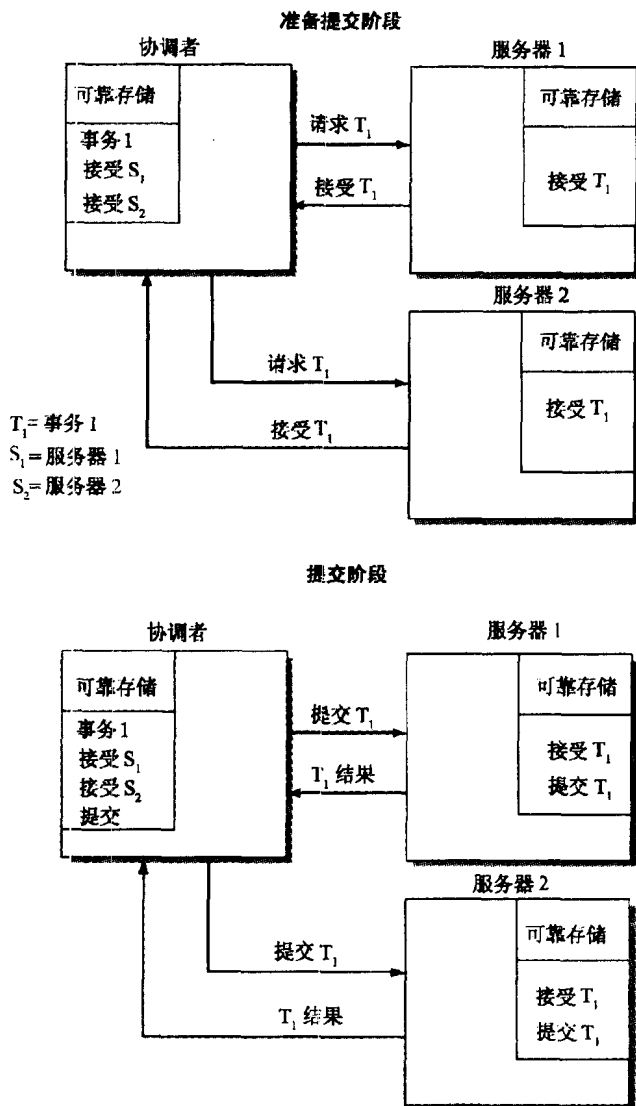 准备提交阶段
协调者
服务器 1
可靠存储
事务 1
接受 S₁
接受 S₂
请求 T₁
接受 T₁
可靠存储
接受 T₁
服务器 2
可靠存储
接受 T₁
请求 T₁
接受 T₁
T₁= 事务 1
S₁= 服务器 1
S₂= 服务器 2
提交阶段
协调者
服务器 1
可靠存储
事务 1
接受 S₁
接受 S₂
提交
提交 T₁
T₁ 结果
可靠存储
接受 T₁
提交 T₁
服务器 2
可靠存储
接受 T₁
提交 T₁
提交 T₁
T₁ 结果